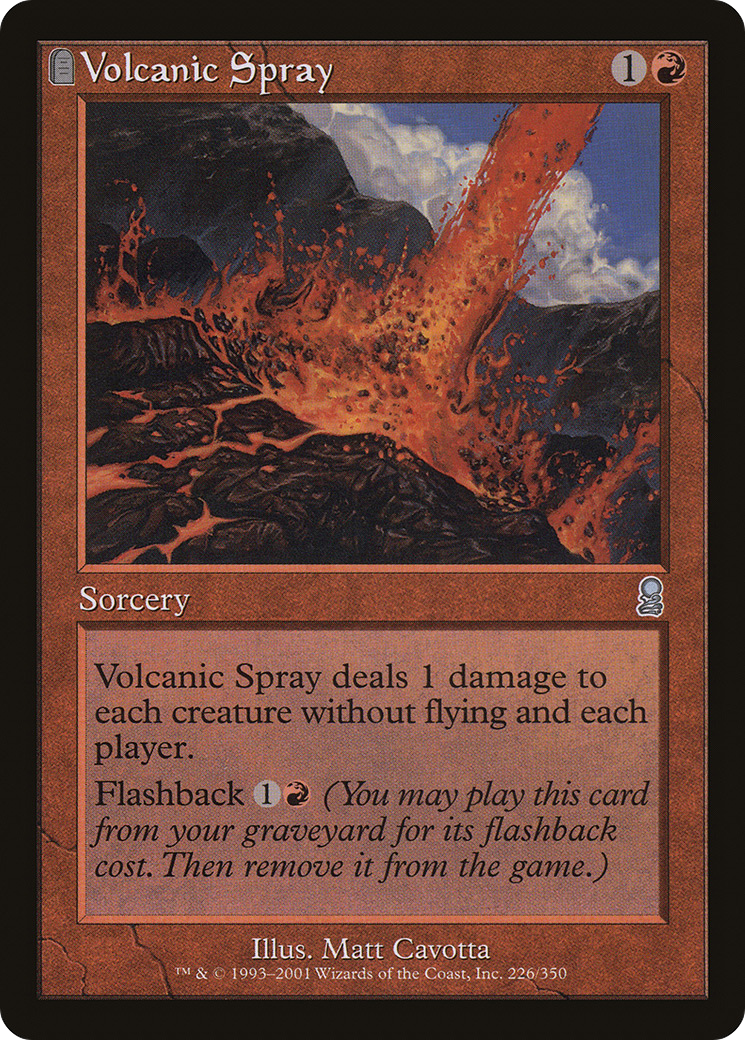 Volcanic Spray 1
Sorcery
Volcanic Spray deals 1 damage to
each creature without flying and each
player.
Flashback 1 (You may play this card
from your graveyard for its flashback
cost. Then remove it from the game.)
Illus. Matt Cavotta
™ & © 1993–2001 Wizards of the Coast, Inc. 226/350